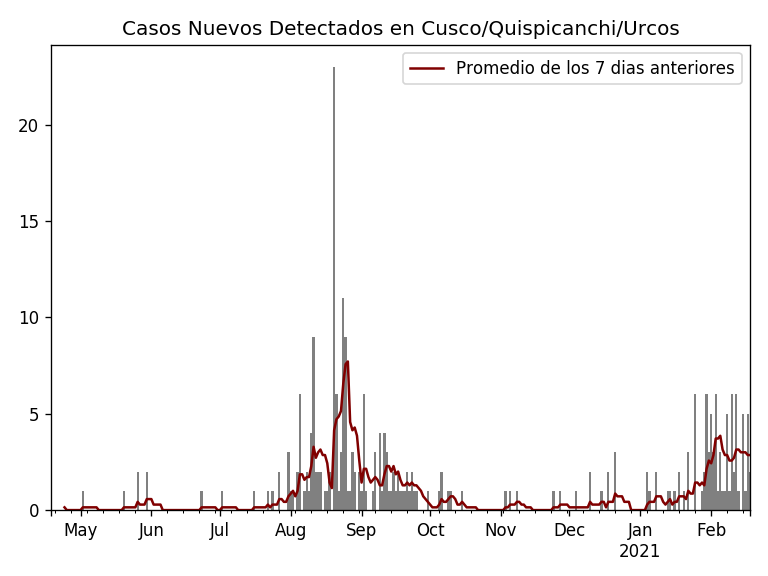 Casos Nuevos Detectados en Cusco/Quispicanchi/Urcos
Promedio de los 7 dias anteriores
20
15
10
5
0
May Jun Jul Aug Sep Oct Nov Dec Jan Feb
2021